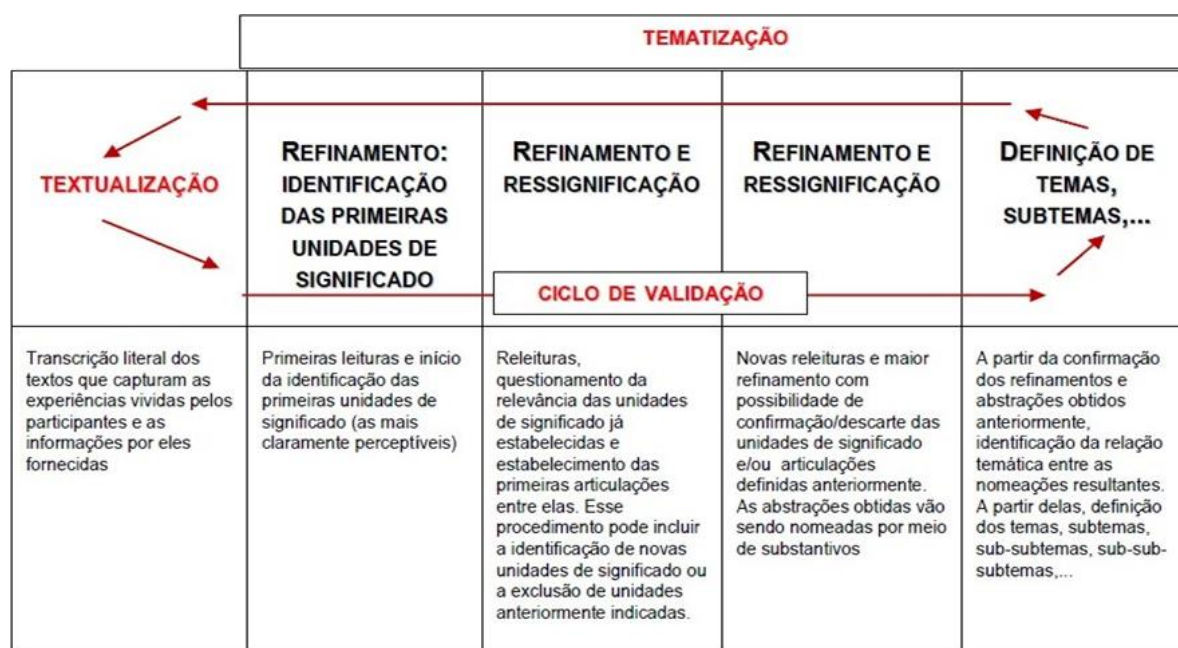 TEMATIZAÇÃO
TEXTUALIZAÇÃO
REFINAMENTO:
IDENTIFICAÇÃO
DAS PRIMEIRAS
UNIDADES DE
SIGNIFICADO
REFINAMENTO E
RESSIGNIFICAÇÃO
REFINAMENTO E
RESSIGNIFICAÇÃO
DEFINIÇÃO DE
TEMAS,
SUBTEMAS,...
CICLO DE VALIDAÇÃO
Transcrição literal dos
textos que capturam as
experiências vividas pelos
participantes e as
informações por eles
fornecidas
Primeiras leituras e início
da identificação das
primeiras unidades de
significado (as mais
claramente perceptíveis)
Releituras,
questionamento da
relevância das unidades
de significado já
estabelecidas e
estabelecimento das
primeiras articulações
entre elas. Esse
procedimento pode incluir
a identificação de novas
unidades de significado ou
a exclusão de unidades
anteriormente indicadas.
Novas releituras e maior
refinamento com
possibilidade de
confirmação/descarte das
unidades de significado
e/ou articulações
definidas anteriormente.
As abstrações obtidas vão
sendo nomeadas por meio
de substantivos
A partir da confirmação
dos refinamentos e
abstrações obtidos
anteriormente,
identificação da relação
temática entre as
nomeações resultantes.
A partir delas, definição
dos temas, subtemas,
sub-subtemas, sub-sub-
subtemas,...